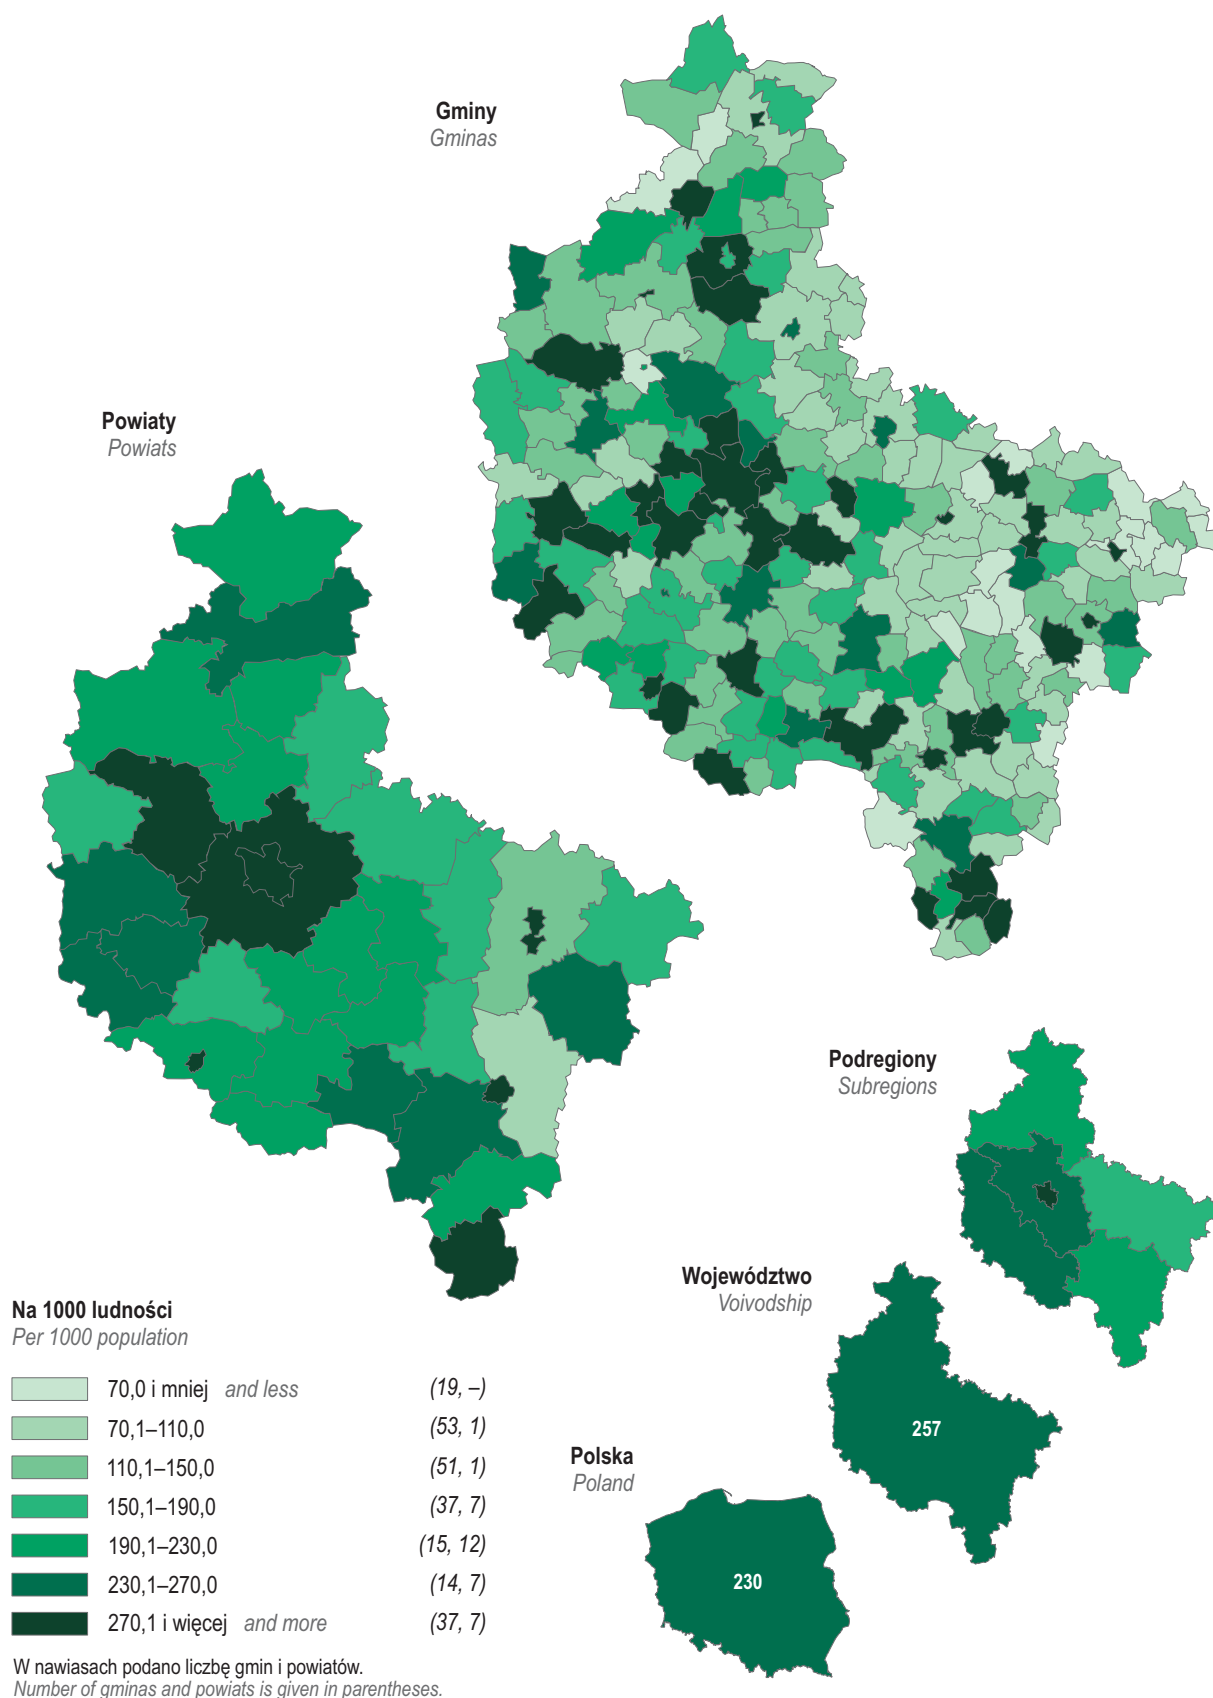 Gminy
Gminas
Powiaty
Powiats
Podregiony
Subregions
Województwo
Voivodship
257
Polska
Poland
230
Na 1000 ludności
Per 1000 population
70,0 i mniej and less (19, –)
70,1–110,0 (53, 1)
110,1–150,0 (51, 1)
150,1–190,0 (37, 7)
190,1–230,0 (15, 12)
230,1–270,0 (14, 7)
270,1 i więcej and more (37, 7)
W nawiasach podano liczbę gmin i powiatów.
Number of gminas and powiats is given in parentheses.